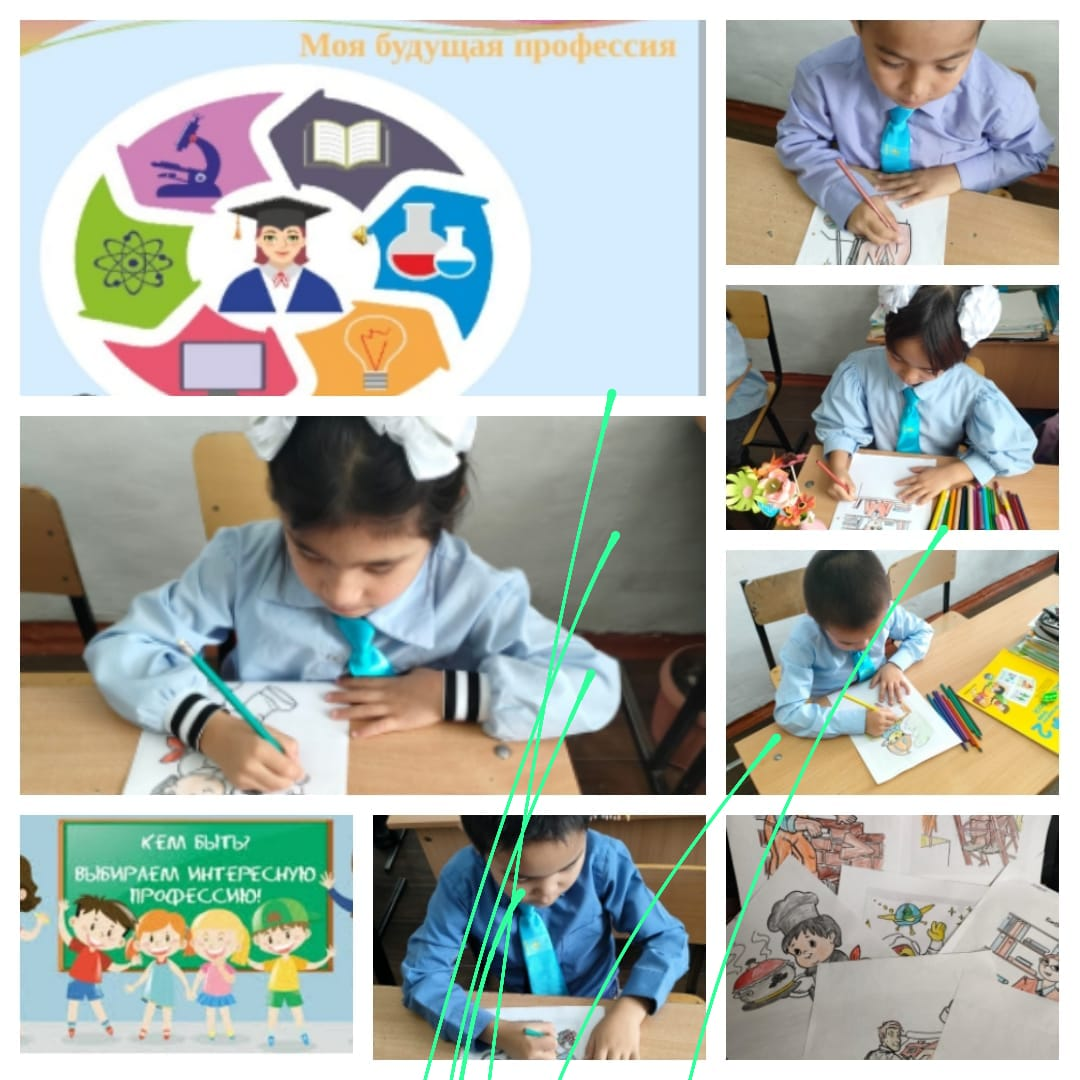 Моя будущая профессия
КЕМ БЫТЬ?
ВЫБИРАЕМ ИНТЕРЕСНУЮ
ПРОФЕССИЮ!